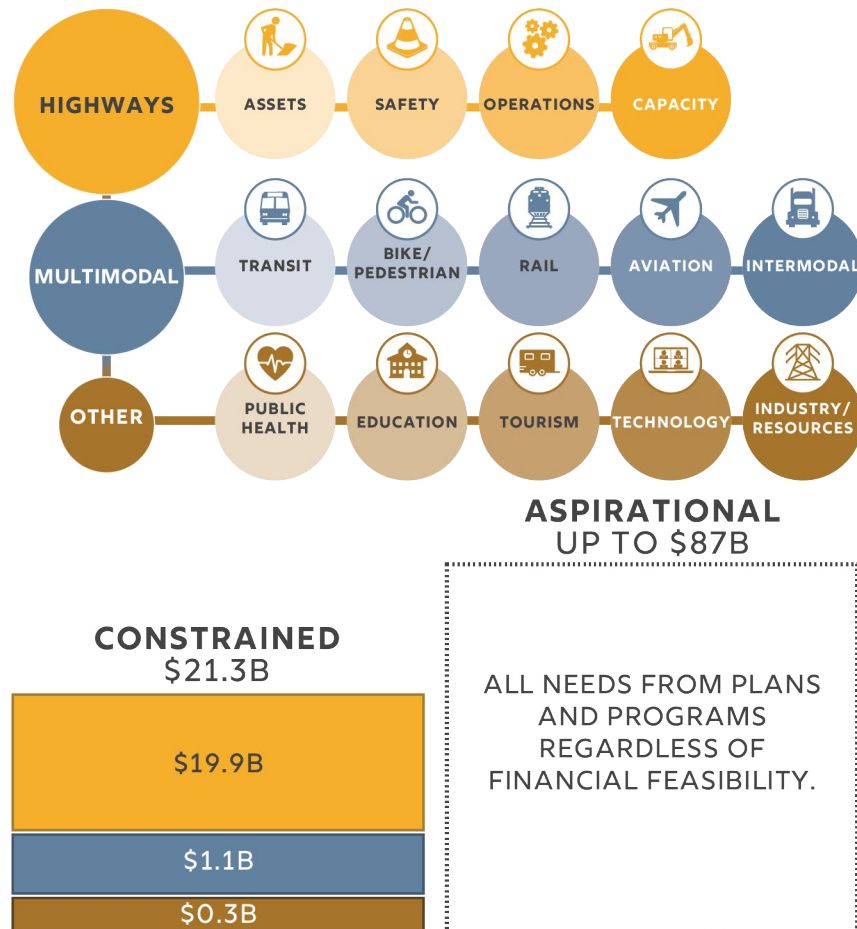 HIGHWAYS
ASSETS
SAFETY
OPERATIONS
CAPACITY
MULTIMODAL
TRANSIT
BIKE/
PEDESTRIAN
RAIL
AVIATION
INTERMODAL
OTHER
PUBLIC
HEALTH
EDUCATION
TOURISM
TECHNOLOGY
INDUSTRY/
RESOURCES
ASPIRATIONAL
UP TO $87B
CONSTRAINED
$21.3B
$19.9B
$1.1B
$0.3B
ALL NEEDS FROM PLANS
AND PROGRAMS
REGARDLESS OF
FINANCIAL FEASIBILITY.